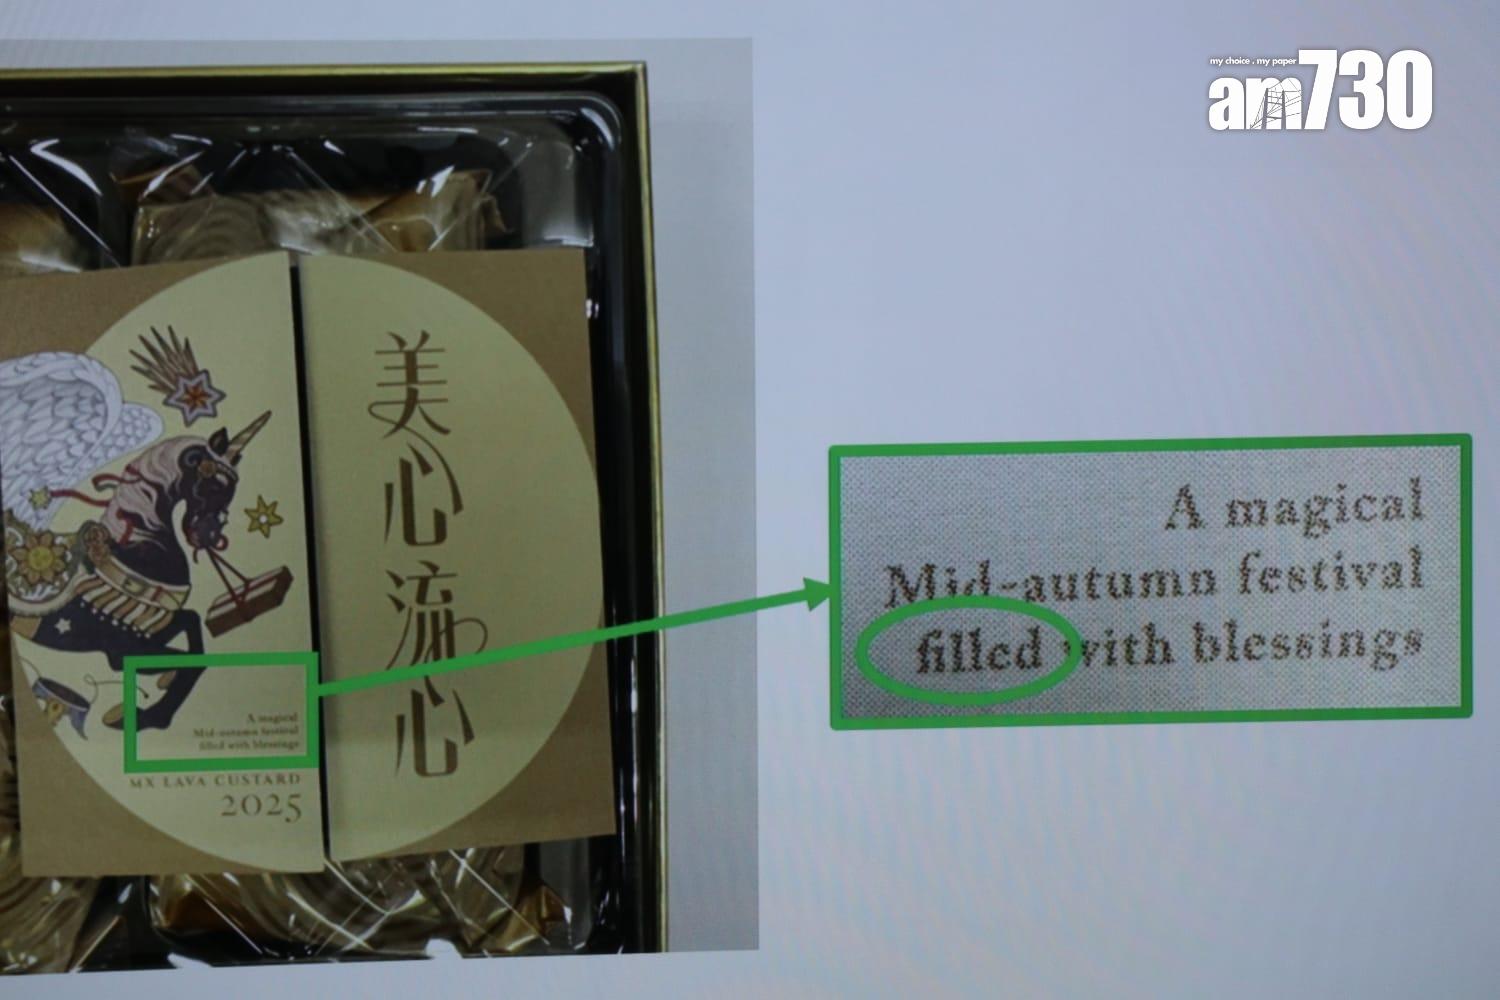 my choice . my paper
am730
美心流心
A magical
Mid-autumn festival
filled with blessings
MX LAVA CUSTARD
2025
A magical
Mid-autumn festival
filled with blessings